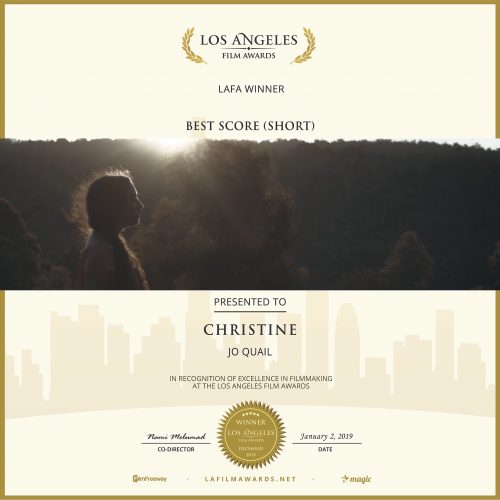 LOS ANGELES
FILM AWARDS
LAFA WINNER
BEST SCORE (SHORT)
PRESENTED TO
CHRISTINE
JO QUAIL
IN RECOGNITION OF EXCELLENCE IN FILMMAKING
AT THE LOS ANGELES FILM AWARDS
WINNER
LOS ANGELES
FILM AWARDS
DECEMBER
2018
Nami Melumad
CO-DIRECTOR
January 2, 2019
DATE
FilmFreeway
LAFILMAWARDS.NET
magic